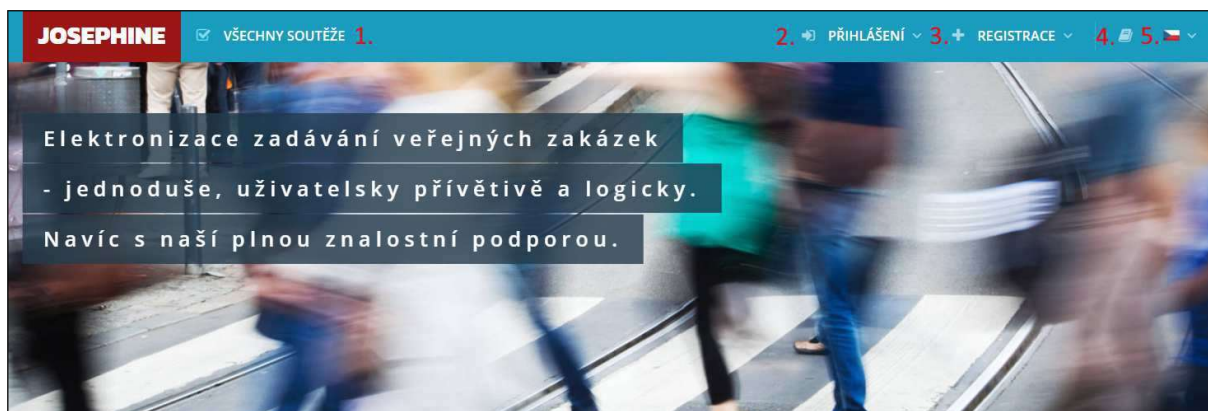 JOSEPHINE VŠECHNY SOUTĚŽE 1. 2. PŘIHLÁŠENÍ 3. REGISTRACE 4. 5.
Elektronizace zadávání veřejných zakázek
- jednoduše, uživatelsky přívětivě a logicky.
Navíc s naší plnou znalostní podporou.